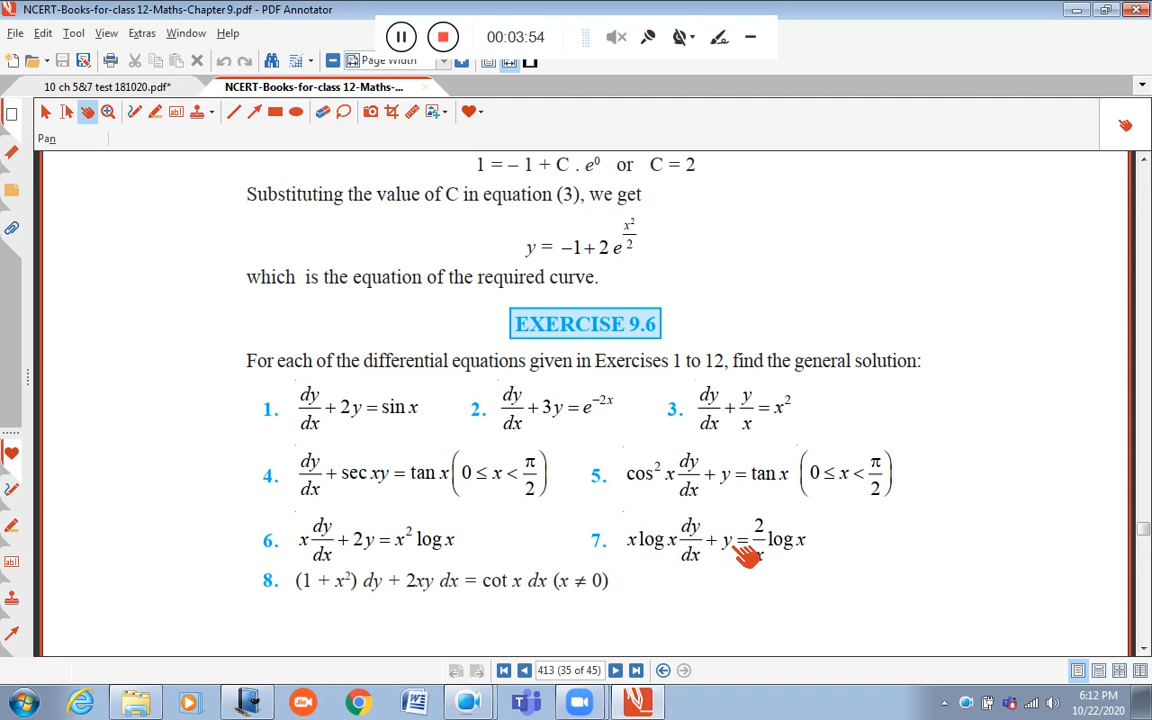 NCERT-Books-for-class 12-Maths-Chapter 9.pdf - PDF Annotator
File Edit Tool View Extras Window Help
00:03:54
New Open Page Width
10 ch 5&7 test 181020.pdf*
NCERT-Books-for-class 12-Maths-...
Pan
1 = – 1 + C . e⁰ or C = 2
Substituting the value of C in equation (3), we get
y = −1+ 2 e^(x²/2)
which is the equation of the required curve.
EXERCISE 9.6
For each of the differential equations given in Exercises 1 to 12, find the general solution:
1. dy/dx + 2y = sin x 2. dy/dx + 3y = e^(−2x) 3. dy/dx + y/x = x²
4. dy/dx + sec xy = tan x (0 ≤ x < π/2) 5. cos² x dy/dx + y = tan x (0 ≤ x < π/2)
6. x dy/dx + 2y = x² log x 7. x log x dy/dx + y = 2/x log x
8. (1 + x²) dy + 2xy dx = cot x dx (x ≠ 0)
413 (35 of 45)
6:12 PM
10/22/2020